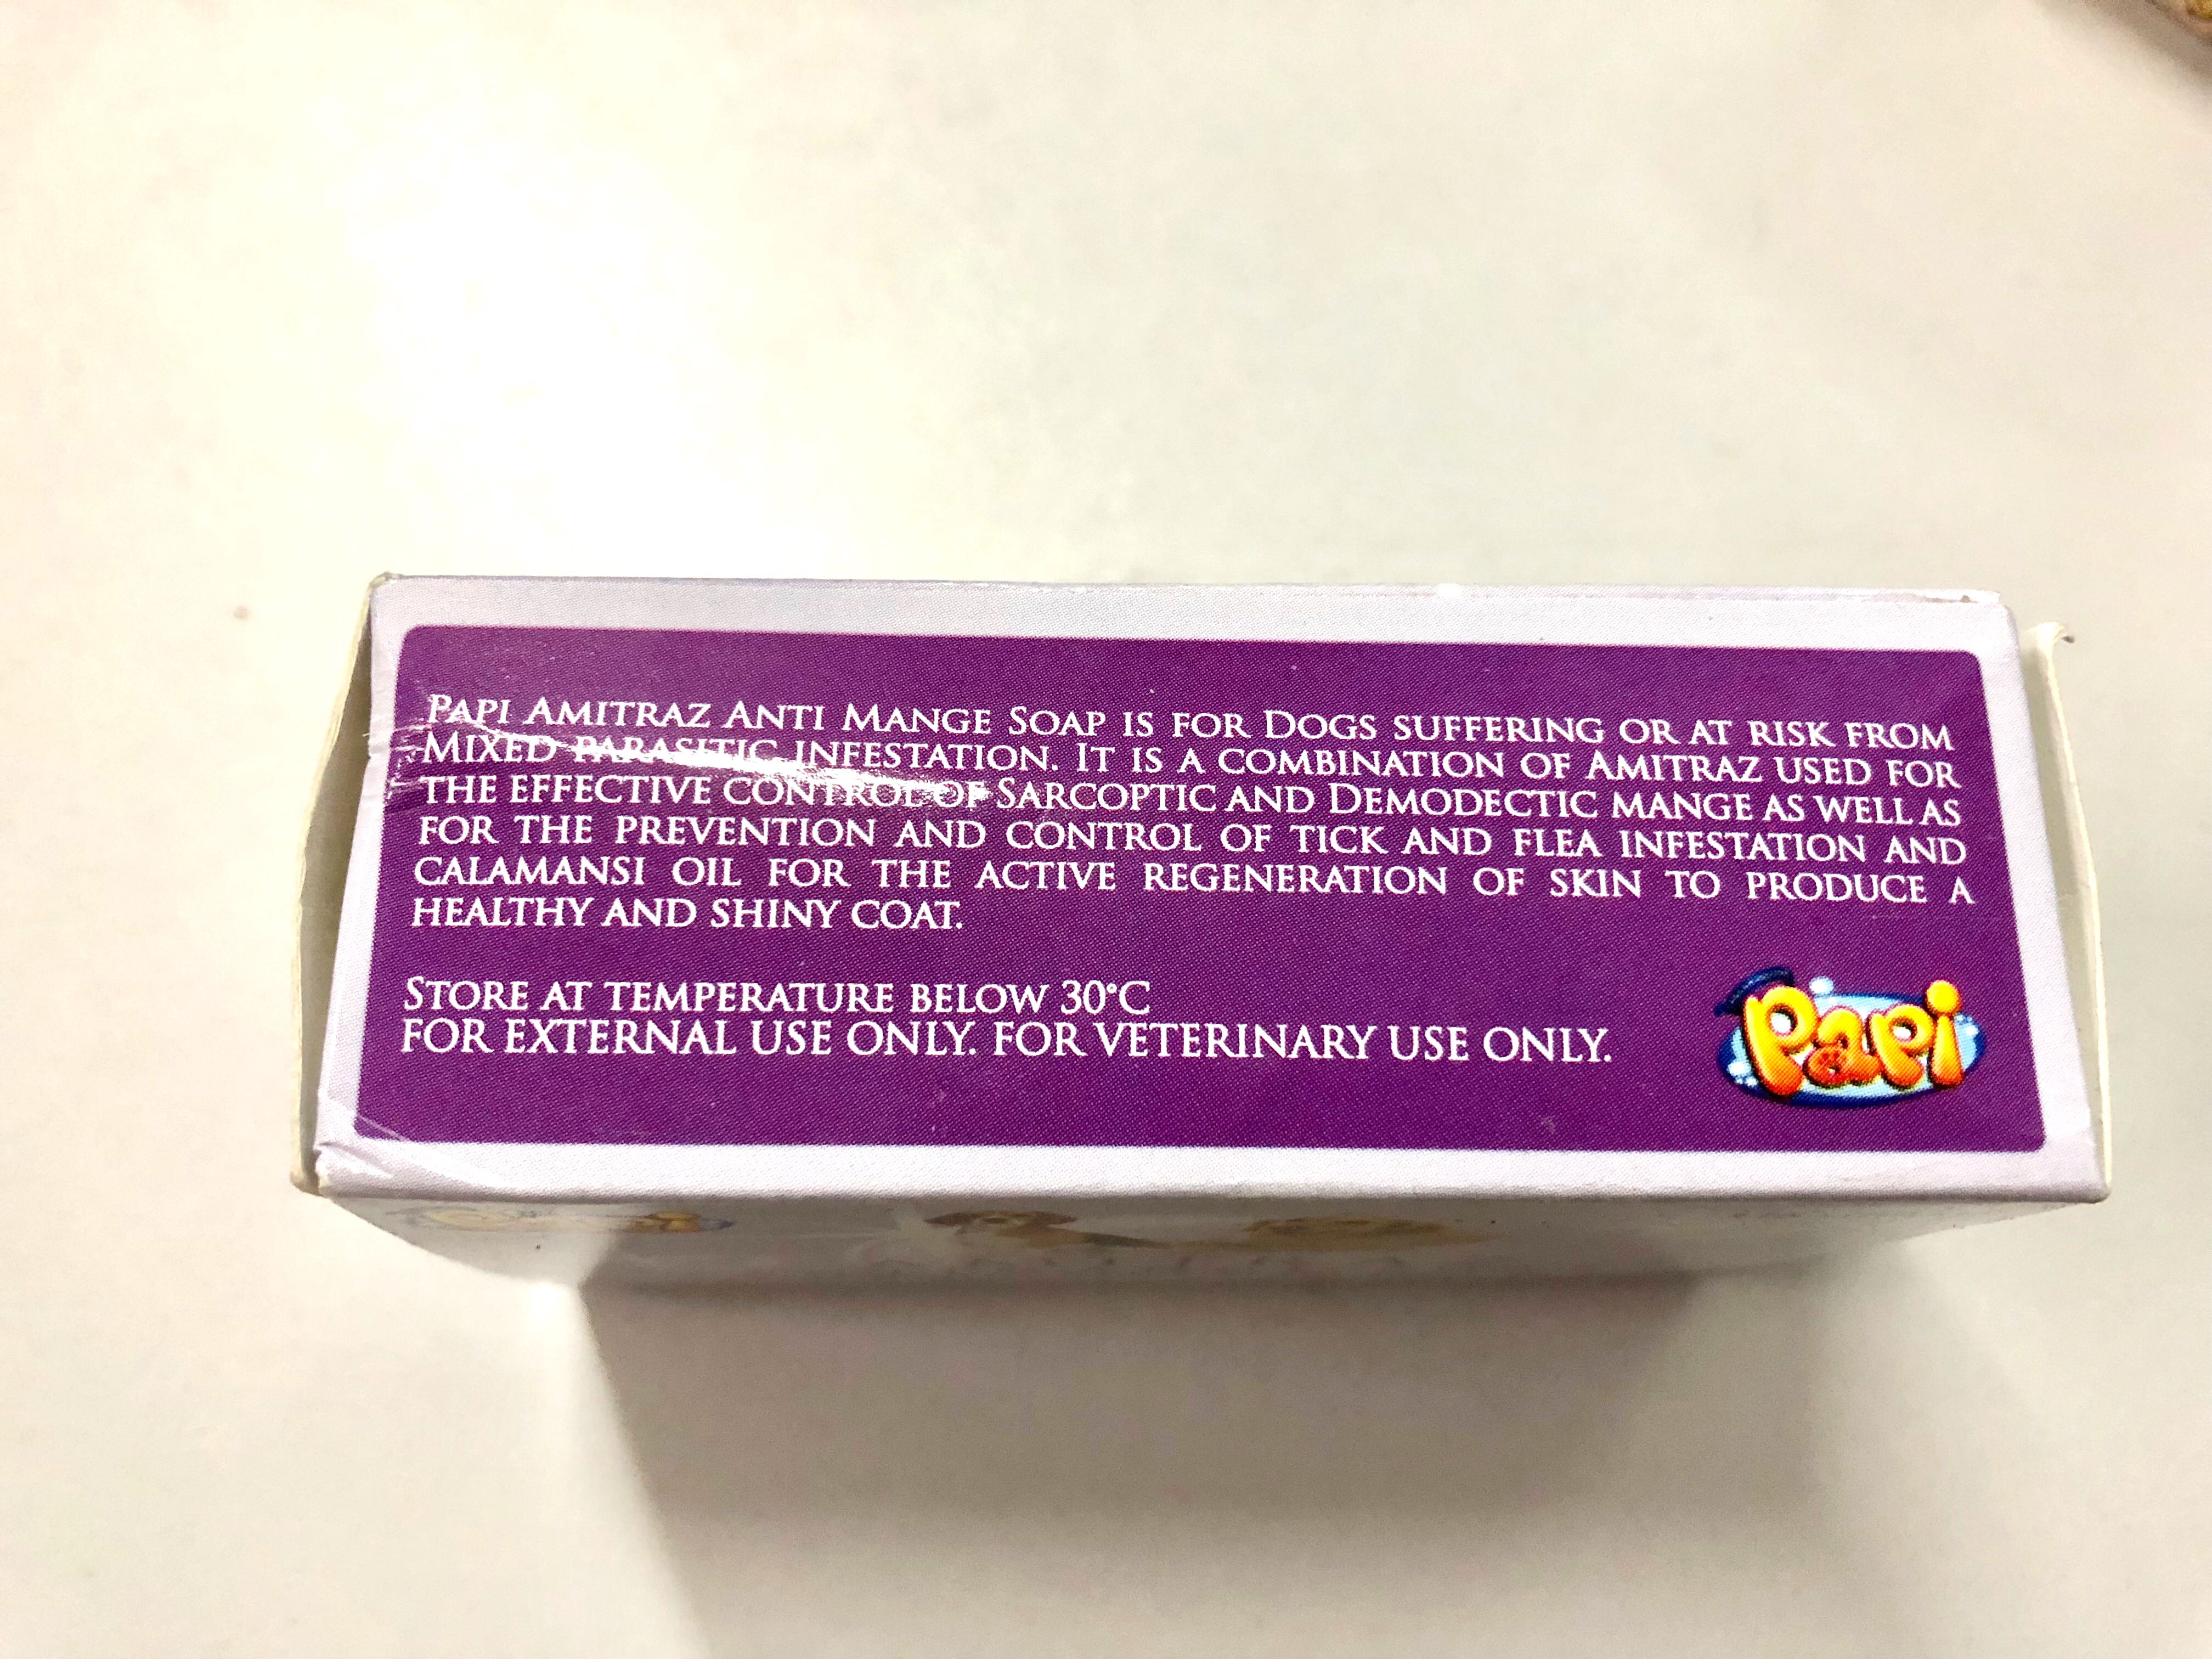 PAPI AMITRAZ ANTI MANGE SOAP IS FOR DOGS SUFFERING OR AT RISK FROM
MIXED PARASITIC INFESTATION. IT IS A COMBINATION OF AMITRAZ USED FOR
THE EFFECTIVE CONTROL OF SARCOPTIC AND DEMODECTIC MANGE AS WELL AS
FOR THE PREVENTION AND CONTROL OF TICK AND FLEA INFESTATION AND
CALAMANSI OIL FOR THE ACTIVE REGENERATION OF SKIN TO PRODUCE A
HEALTHY AND SHINY COAT.
STORE AT TEMPERATURE BELOW 30°C
FOR EXTERNAL USE ONLY. FOR VETERINARY USE ONLY.
Papi